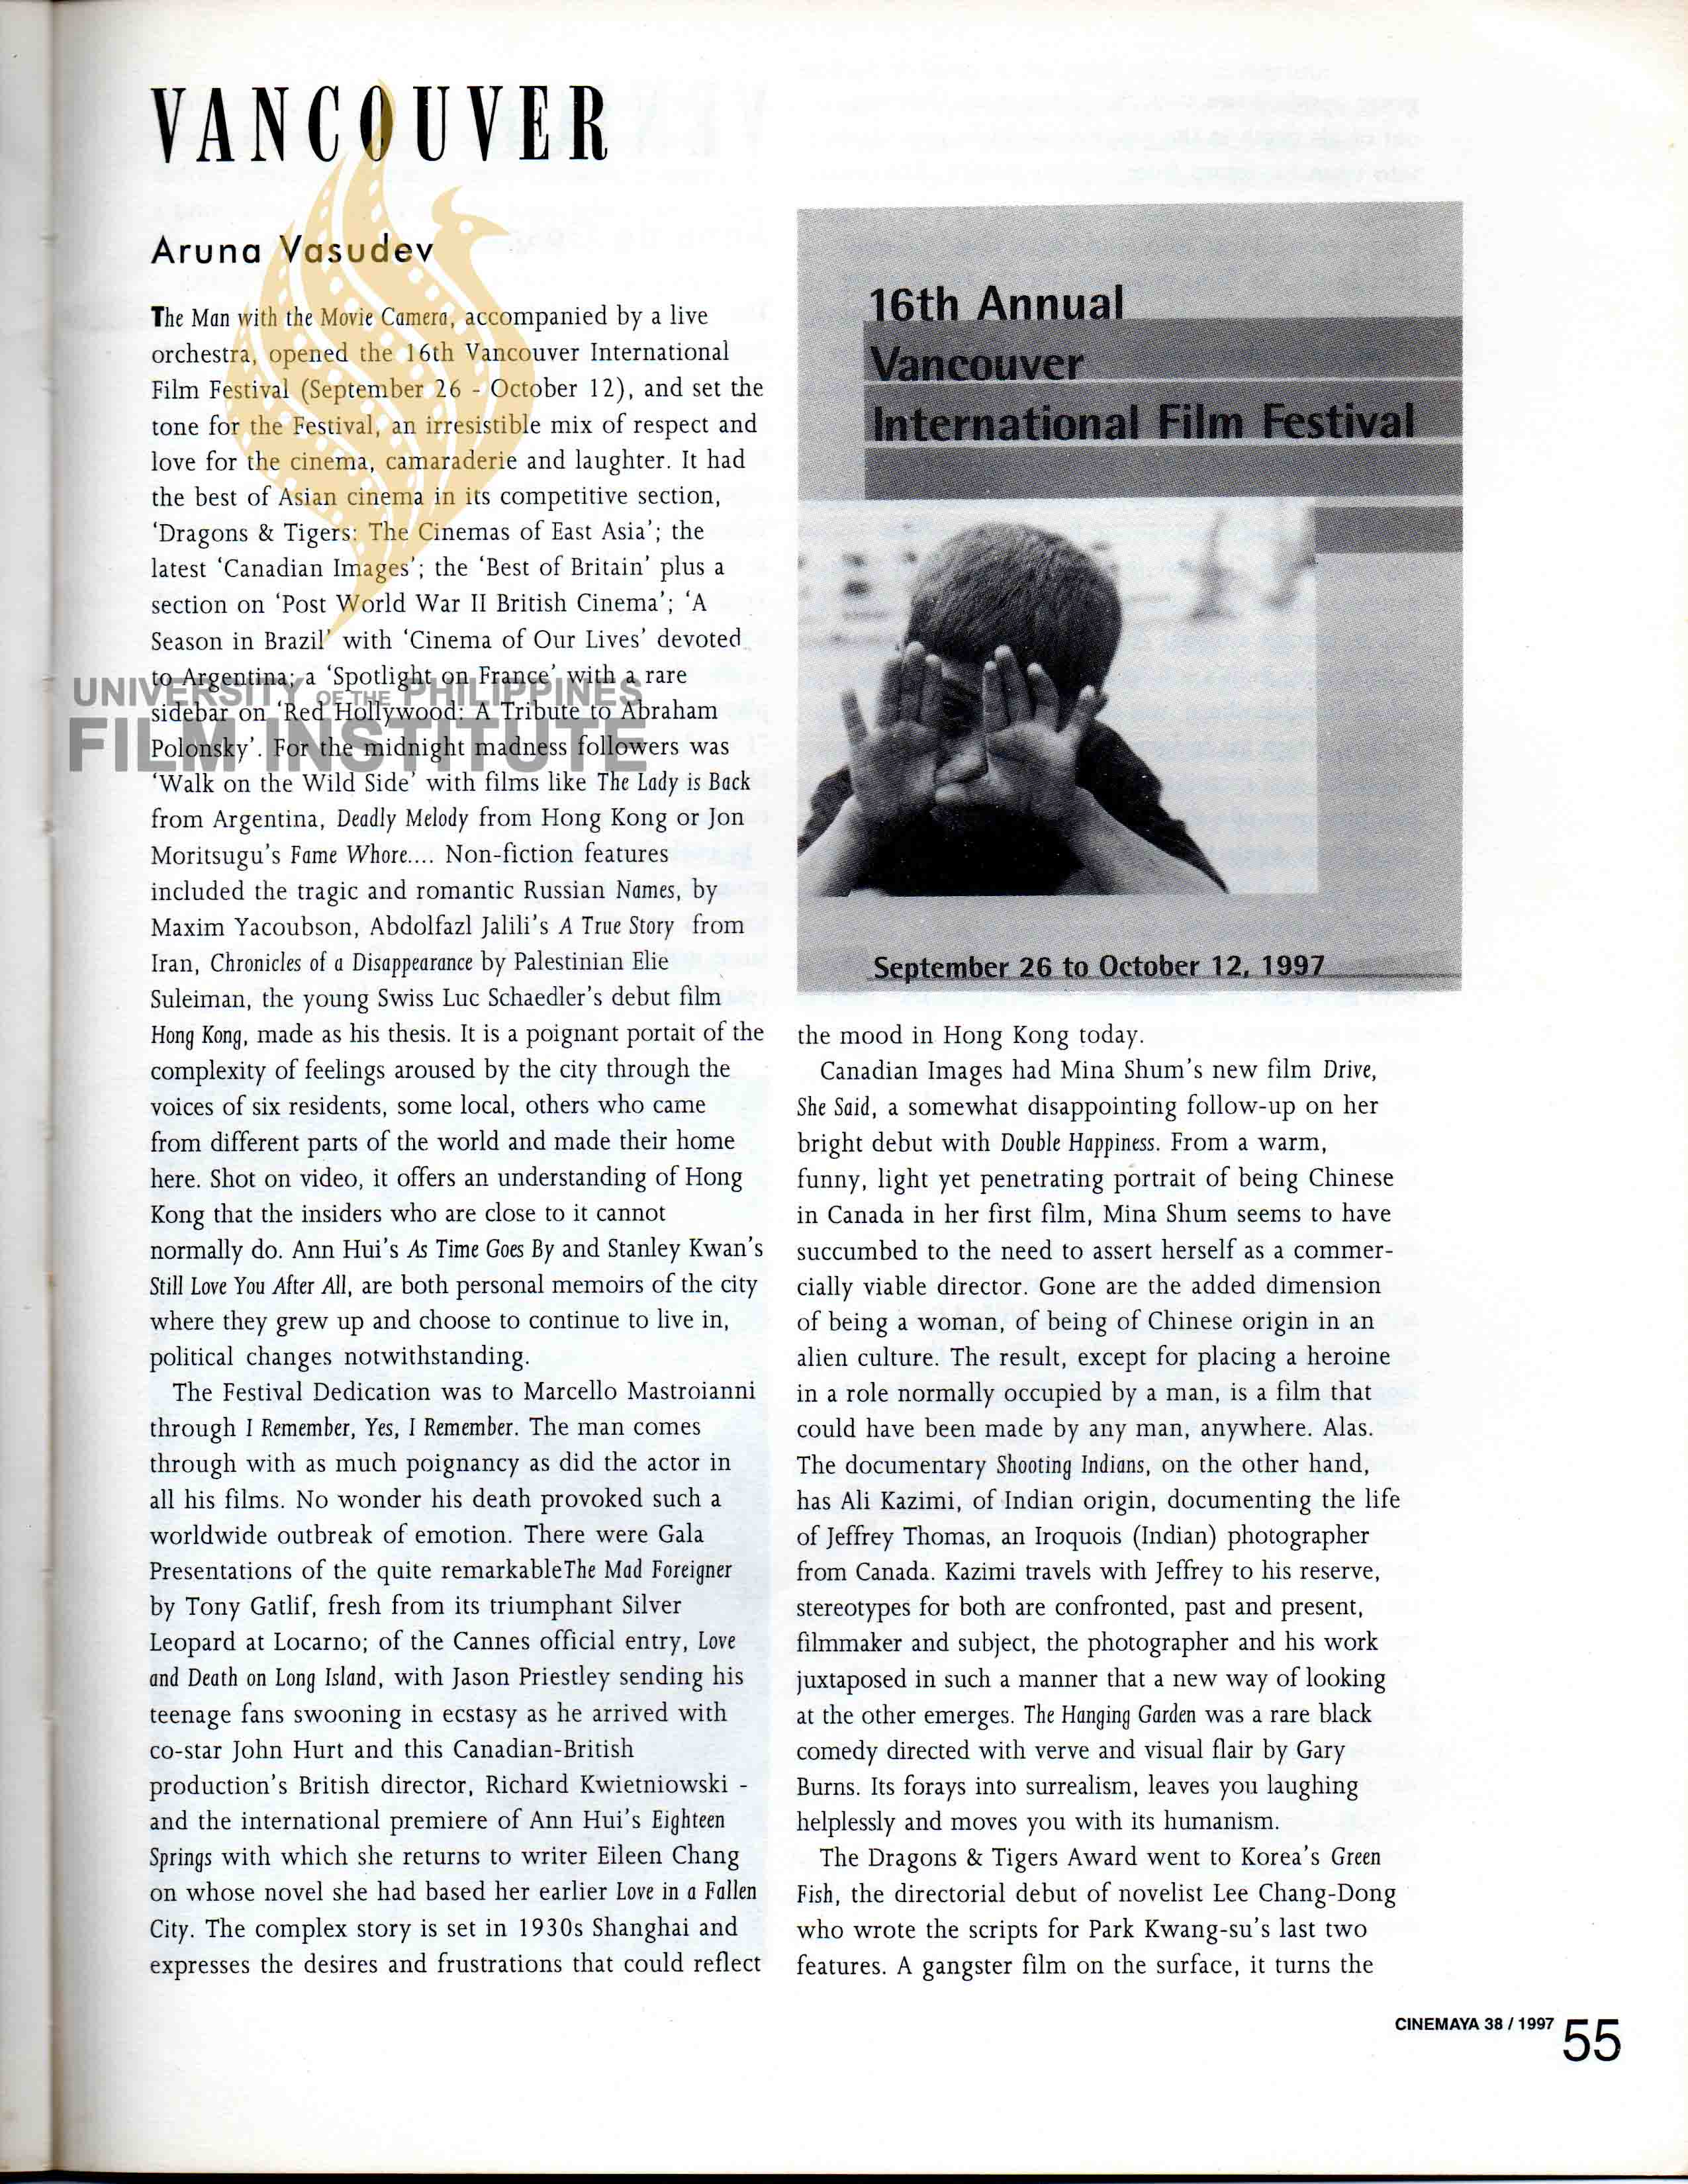 VANCOUVER
Aruna Vasudev
The Man with the Movie Camera, accompanied by a live
orchestra, opened the 16th Vancouver International
Film Festival (September 26 - October 12), and set the
tone for the Festival, an irresistible mix of respect and
love for the cinema, camaraderie and laughter. It had
the best of Asian cinema in its competitive section,
‘Dragons & Tigers: The Cinemas of East Asia’; the
latest ‘Canadian Images’; the ‘Best of Britain’ plus a
section on ‘Post World War II British Cinema’; ‘A
Season in Brazil’ with ‘Cinema of Our Lives’ devoted
to Argentina; a ‘Spotlight on France’ with a rare
sidebar on ‘Red Hollywood: A Tribute to Abraham
Polonsky’. For the midnight madness followers was
‘Walk on the Wild Side’ with films like The Lady is Back
from Argentina, Deadly Melody from Hong Kong or Jon
Moritsugu’s Fame Whore.... Non-fiction features
included the tragic and romantic Russian Names, by
Maxim Yacoubson, Abdolfazl Jalili’s A True Story from
Iran, Chronicles of a Disappearance by Palestinian Elie
Suleiman, the young Swiss Luc Schaedler’s debut film
Hong Kong, made as his thesis. It is a poignant portait of the
complexity of feelings aroused by the city through the
voices of six residents, some local, others who came
from different parts of the world and made their home
here. Shot on video, it offers an understanding of Hong
Kong that the insiders who are close to it cannot
normally do. Ann Hui’s As Time Goes By and Stanley Kwan’s
Still Love You After All, are both personal memoirs of the city
where they grew up and choose to continue to live in,
political changes notwithstanding.
The Festival Dedication was to Marcello Mastroianni
through I Remember, Yes, I Remember. The man comes
through with as much poignancy as did the actor in
all his films. No wonder his death provoked such a
worldwide outbreak of emotion. There were Gala
Presentations of the quite remarkableThe Mad Foreigner
by Tony Gatlif, fresh from its triumphant Silver
Leopard at Locarno; of the Cannes official entry, Love
and Death on Long Island, with Jason Priestley sending his
teenage fans swooning in ecstasy as he arrived with
co-star John Hurt and this Canadian-British
production’s British director, Richard Kwietniowski -
and the international premiere of Ann Hui’s Eighteen
Springs with which she returns to writer Eileen Chang
on whose novel she had based her earlier Love in a Fallen
City. The complex story is set in 1930s Shanghai and
expresses the desires and frustrations that could reflect
UNIVERSITY OF THE PHILIPPINES
FILM INSTITUTE
16th Annual
Vancouver
International Film Festival
September 26 to October 12, 1997
the mood in Hong Kong today.
Canadian Images had Mina Shum’s new film Drive,
She Said, a somewhat disappointing follow-up on her
bright debut with Double Happiness. From a warm,
funny, light yet penetrating portrait of being Chinese
in Canada in her first film, Mina Shum seems to have
succumbed to the need to assert herself as a commer-
cially viable director. Gone are the added dimension
of being a woman, of being of Chinese origin in an
alien culture. The result, except for placing a heroine
in a role normally occupied by a man, is a film that
could have been made by any man, anywhere. Alas.
The documentary Shooting Indians, on the other hand,
has Ali Kazimi, of Indian origin, documenting the life
of Jeffrey Thomas, an Iroquois (Indian) photographer
from Canada. Kazimi travels with Jeffrey to his reserve,
stereotypes for both are confronted, past and present,
filmmaker and subject, the photographer and his work
juxtaposed in such a manner that a new way of looking
at the other emerges. The Hanging Garden was a rare black
comedy directed with verve and visual flair by Gary
Burns. Its forays into surrealism, leaves you laughing
helplessly and moves you with its humanism.
The Dragons & Tigers Award went to Korea’s Green
Fish, the directorial debut of novelist Lee Chang-Dong
who wrote the scripts for Park Kwang-su’s last two
features. A gangster film on the surface, it turns the
CINEMAYA 38 / 1997 55